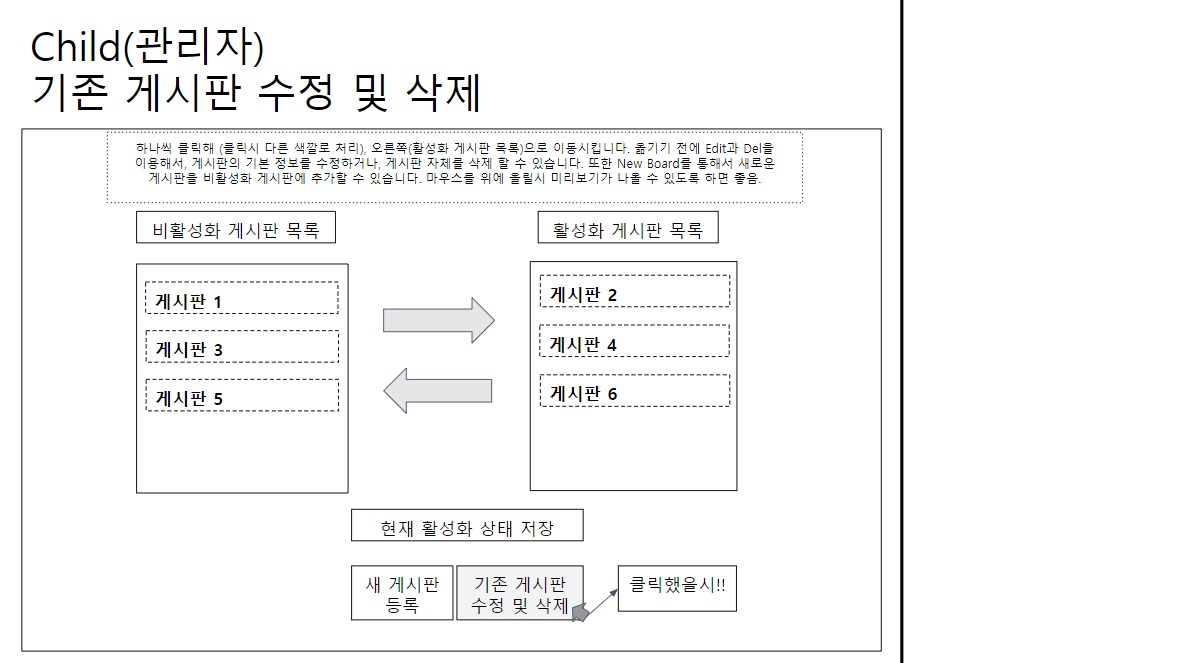 Child(관리자)
기존 게시판 수정 및 삭제
하나씩 클릭해 (클릭시 다른 색깔로 처리), 오른쪽(활성화 게시판 목록)으로 이동시킵니다. 옮기기 전에 Edit과 Del을
이용해서, 게시판의 기본 정보를 수정하거나, 게시판 자체를 삭제 할 수 있습니다. 또한 New Board를 통해서 새로운
게시판을 비활성화 게시판에 추가할 수 있습니다. 마우스를 위에 올릴시 미리보기가 나올 수 있도록 하면 좋음.
비활성화 게시판 목록
게시판 1
게시판 3
게시판 5
활성화 게시판 목록
게시판 2
게시판 4
게시판 6
현재 활성화 상태 저장
새 게시판
등록
기존 게시판
수정 및 삭제
클릭했을시!!